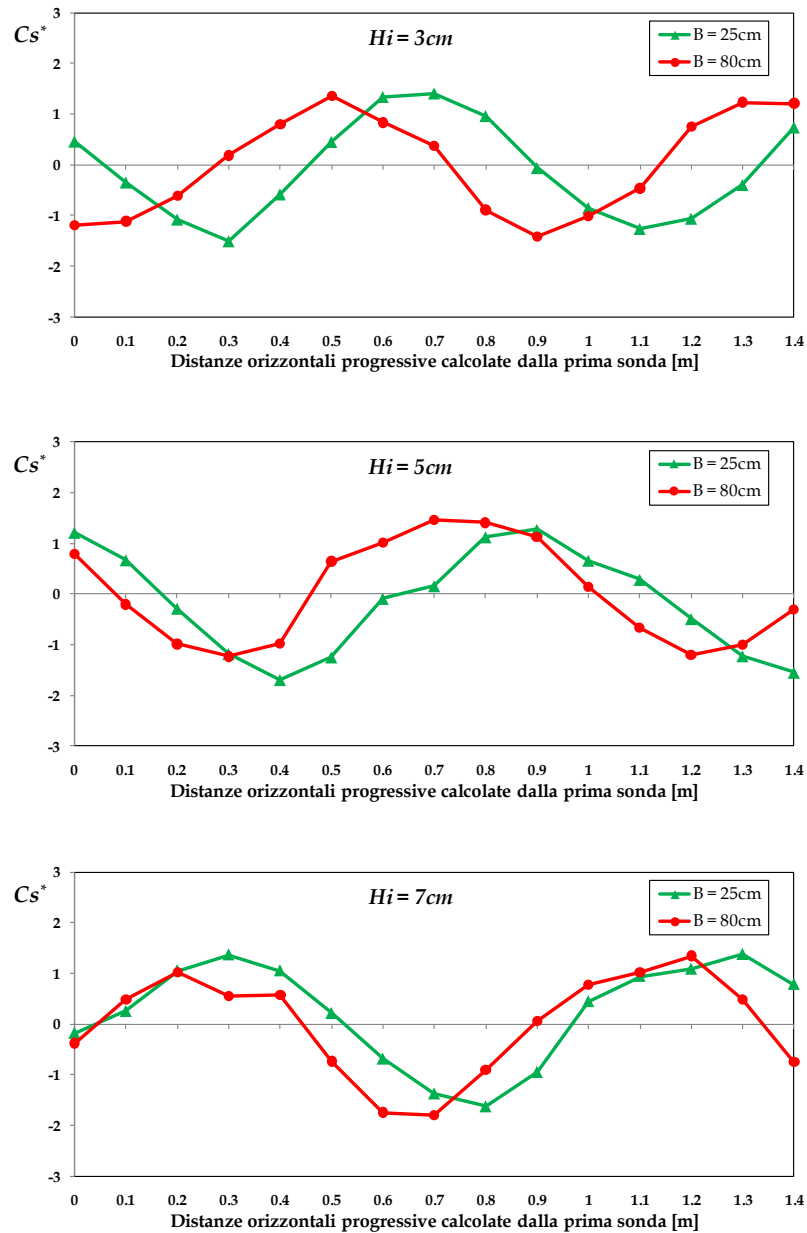 3
Cs*
Hi = 3cm
B = 25cm
B = 80cm
2
1
0
-1
-2
-3
0 0.1 0.2 0.3 0.4 0.5 0.6 0.7 0.8 0.9 1 1.1 1.2 1.3 1.4
Distanze orizzontali progressive calcolate dalla prima sonda [m]
3
Cs*
Hi = 5cm
B = 25cm
B = 80cm
2
1
0
-1
-2
-3
0 0.1 0.2 0.3 0.4 0.5 0.6 0.7 0.8 0.9 1 1.1 1.2 1.3 1.4
Distanze orizzontali progressive calcolate dalla prima sonda [m]
3
Cs*
Hi = 7cm
B = 25cm
B = 80cm
2
1
0
-1
-2
-3
0 0.1 0.2 0.3 0.4 0.5 0.6 0.7 0.8 0.9 1 1.1 1.2 1.3 1.4
Distanze orizzontali progressive calcolate dalla prima sonda [m]